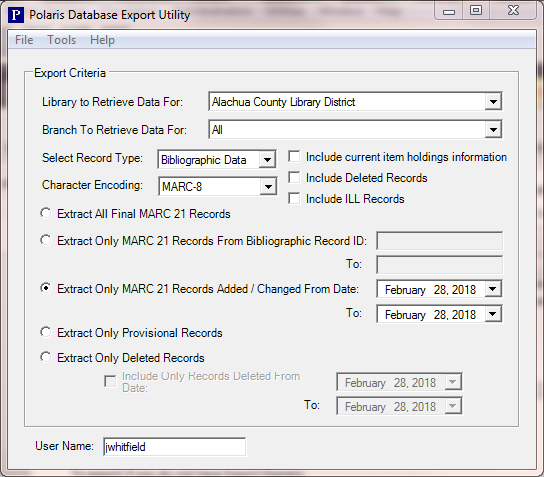 P Polaris Database Export Utility
File Tools Help
Export Criteria
Library to Retrieve Data For: Alachua County Library District
Branch To Retrieve Data For: All
Select Record Type: Bibliographic Data
Include current item holdings information
Include Deleted Records
Character Encoding: MARC-8
Include ILL Records
Extract All Final MARC 21 Records
Extract Only MARC 21 Records From Bibliographic Record ID:
To:
Extract Only MARC 21 Records Added / Changed From Date: February 28, 2018
To: February 28, 2018
Extract Only Provisional Records
Extract Only Deleted Records
Include Only Records Deleted From
Date:
February 28, 2018
To: February 28, 2018
User Name: jwhitfield